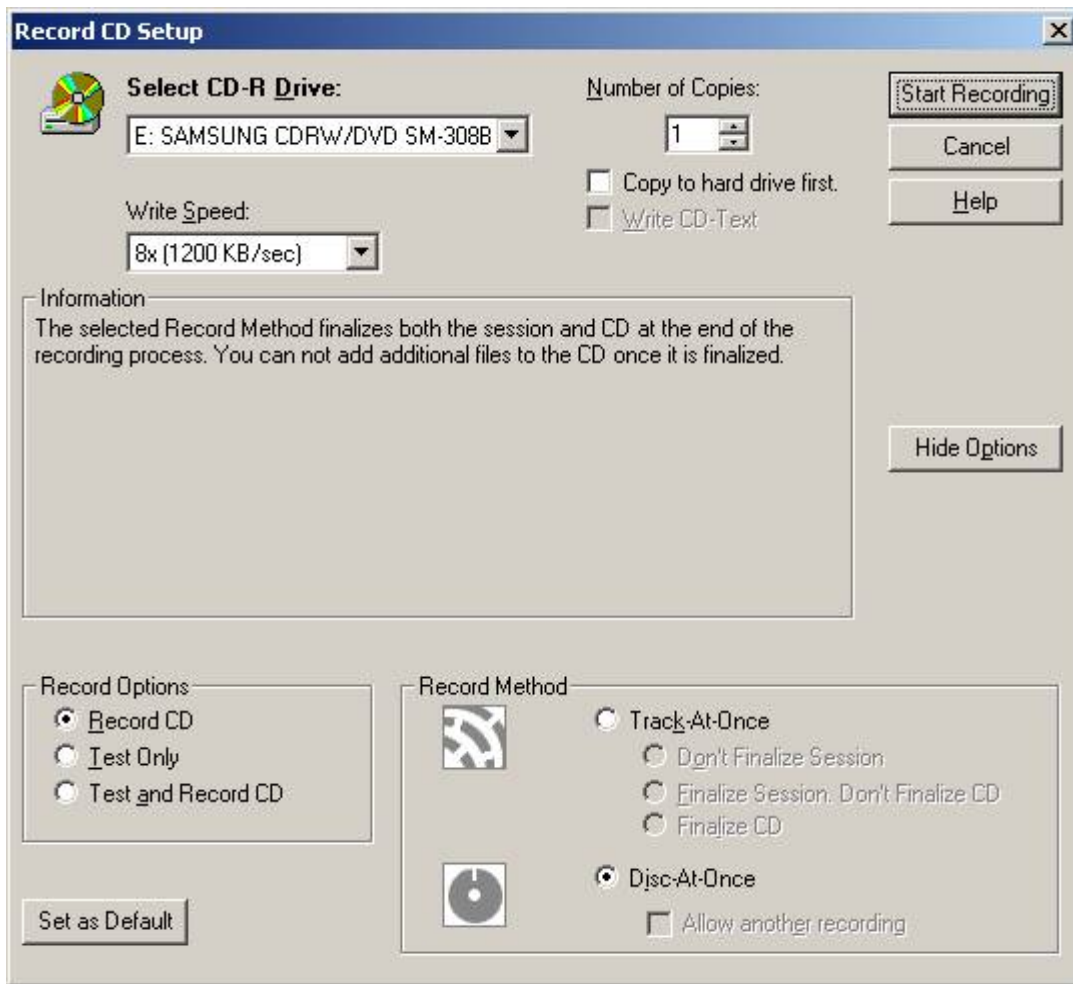 Record CD Setup
Select CD-R Drive:
E: SAMSUNG CDRW/DVD SM-308B
Write Speed:
8x (1200 KB/sec)
Number of Copies:
1
Copy to hard drive first.
Write CD-Text
Start Recording
Cancel
Help
Information
The selected Record Method finalizes both the session and CD at the end of the
recording process. You can not add additional files to the CD once it is finalized.
Hide Options
Record Options
Record CD
Test Only
Test and Record CD
Set as Default
Record Method
Track-At-Once
Don't Finalize Session
Finalize Session. Don't Finalize CD
Finalize CD
Disc-At-Once
Allow another recording